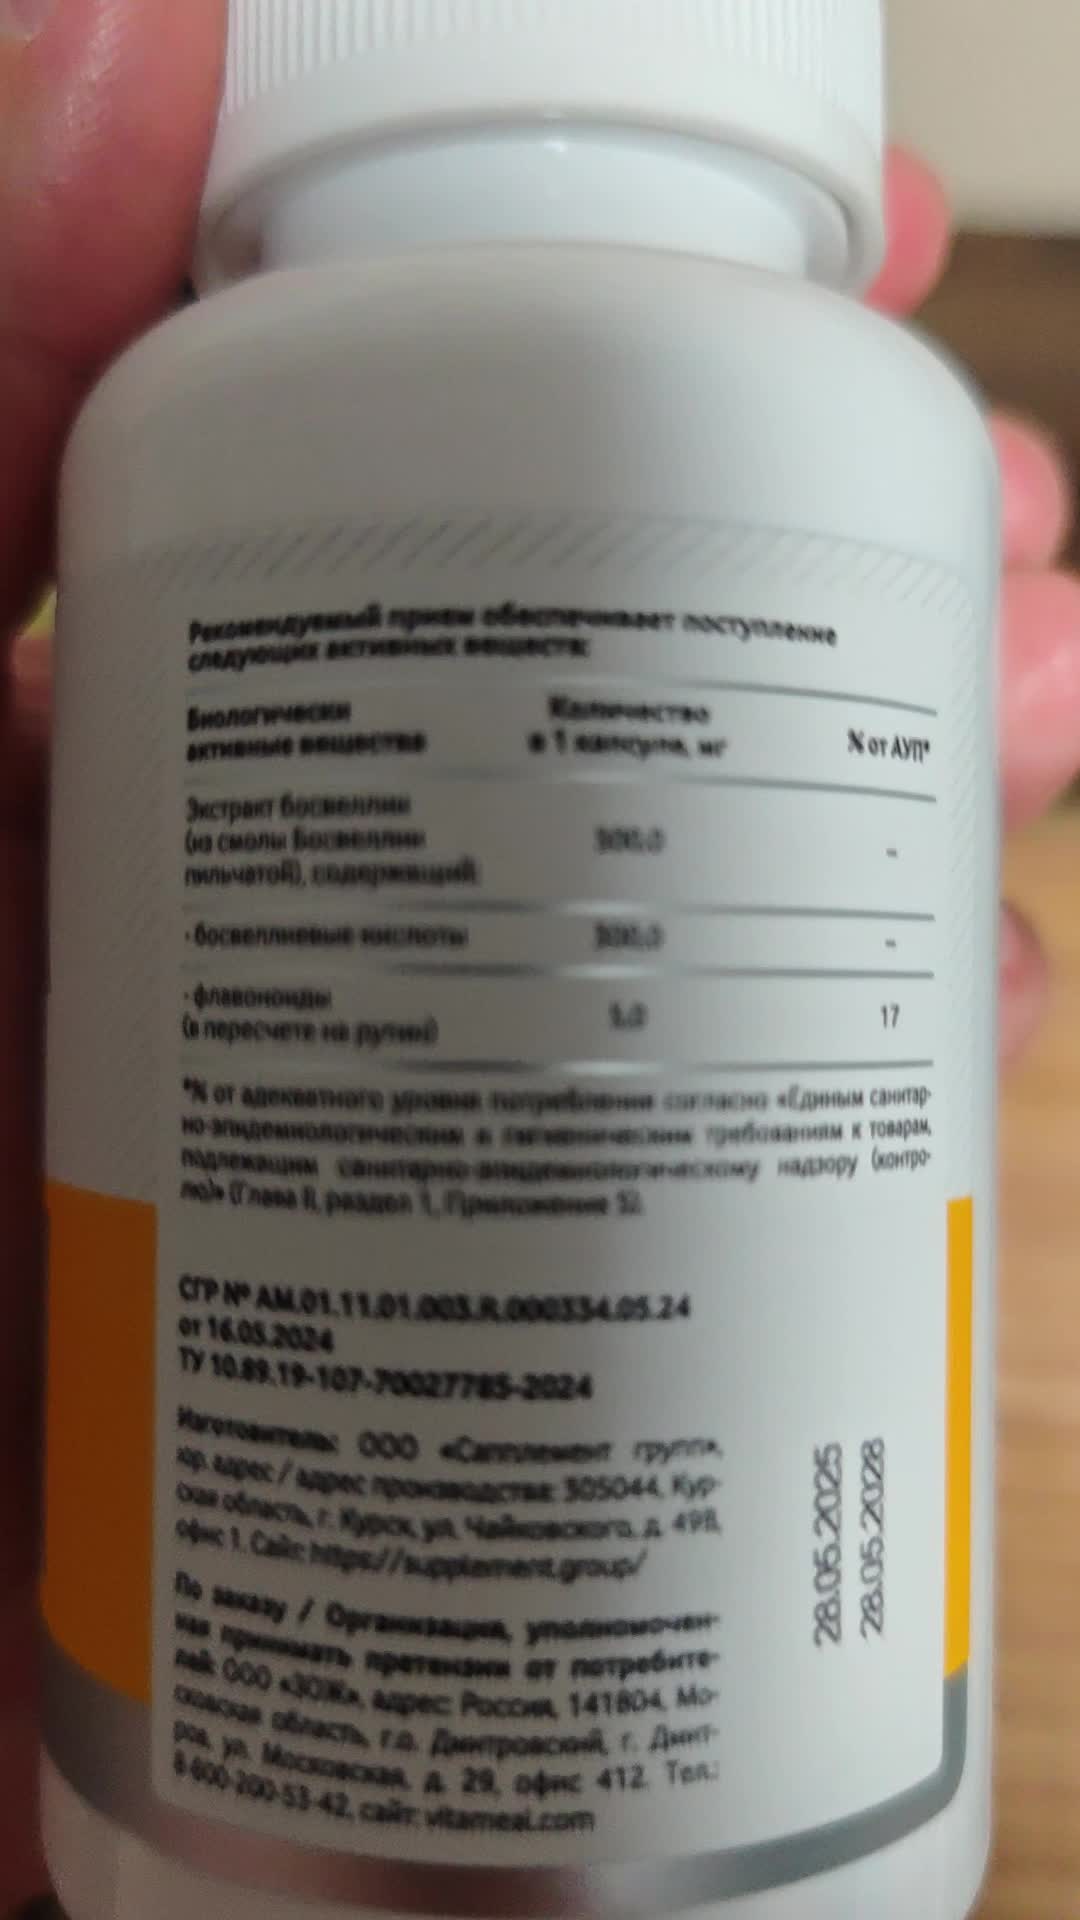 Рекомендуемый прием обеспечивает поступление
следующих активных веществ:
Биологически
активные вещества
Количество
в 1 капсуле, мг
% от АУП*
Экстракт босвеллии
(из смолы Босвеллии
пильчатой), содержащий:
-
- босвеллиевые кислоты
-
- флавоноиды
(в пересчете на рутин)
5,0
17
*% от адекватного уровня потребления согласно «Единым санитар-
но-эпидемиологическим и гигиеническим требованиям к товарам,
подлежащим санитарно-эпидемиологическому надзору (контро-
лю)» (Глава II, раздел 1, Приложение 5).
СГР № AM.01.11.01.003.R.000334.05.24
от 16.05.2024
ТУ 10.89.19-107-70027785-2024
Изготовитель: ООО «Сапплемент групп»,
юр. адрес / адрес производства: 305044, Кур-
ская область, г. Курск, ул. Чайковского, д. 49В,
офис 1. Сайт: https://supplement.group/
По заказу / Организация, уполномочен-
ная принимать претензии от потребите-
лей: ООО «ЗОЖ», адрес: Россия, 141804, Мо-
сковская область, г.о. Дмитровский, г. Дмит-
ров, ул. Московская, д. 29, офис 412. Тел.:
8-800-200-53-42, сайт: vitameal.com
28.05.2025
28.05.2028